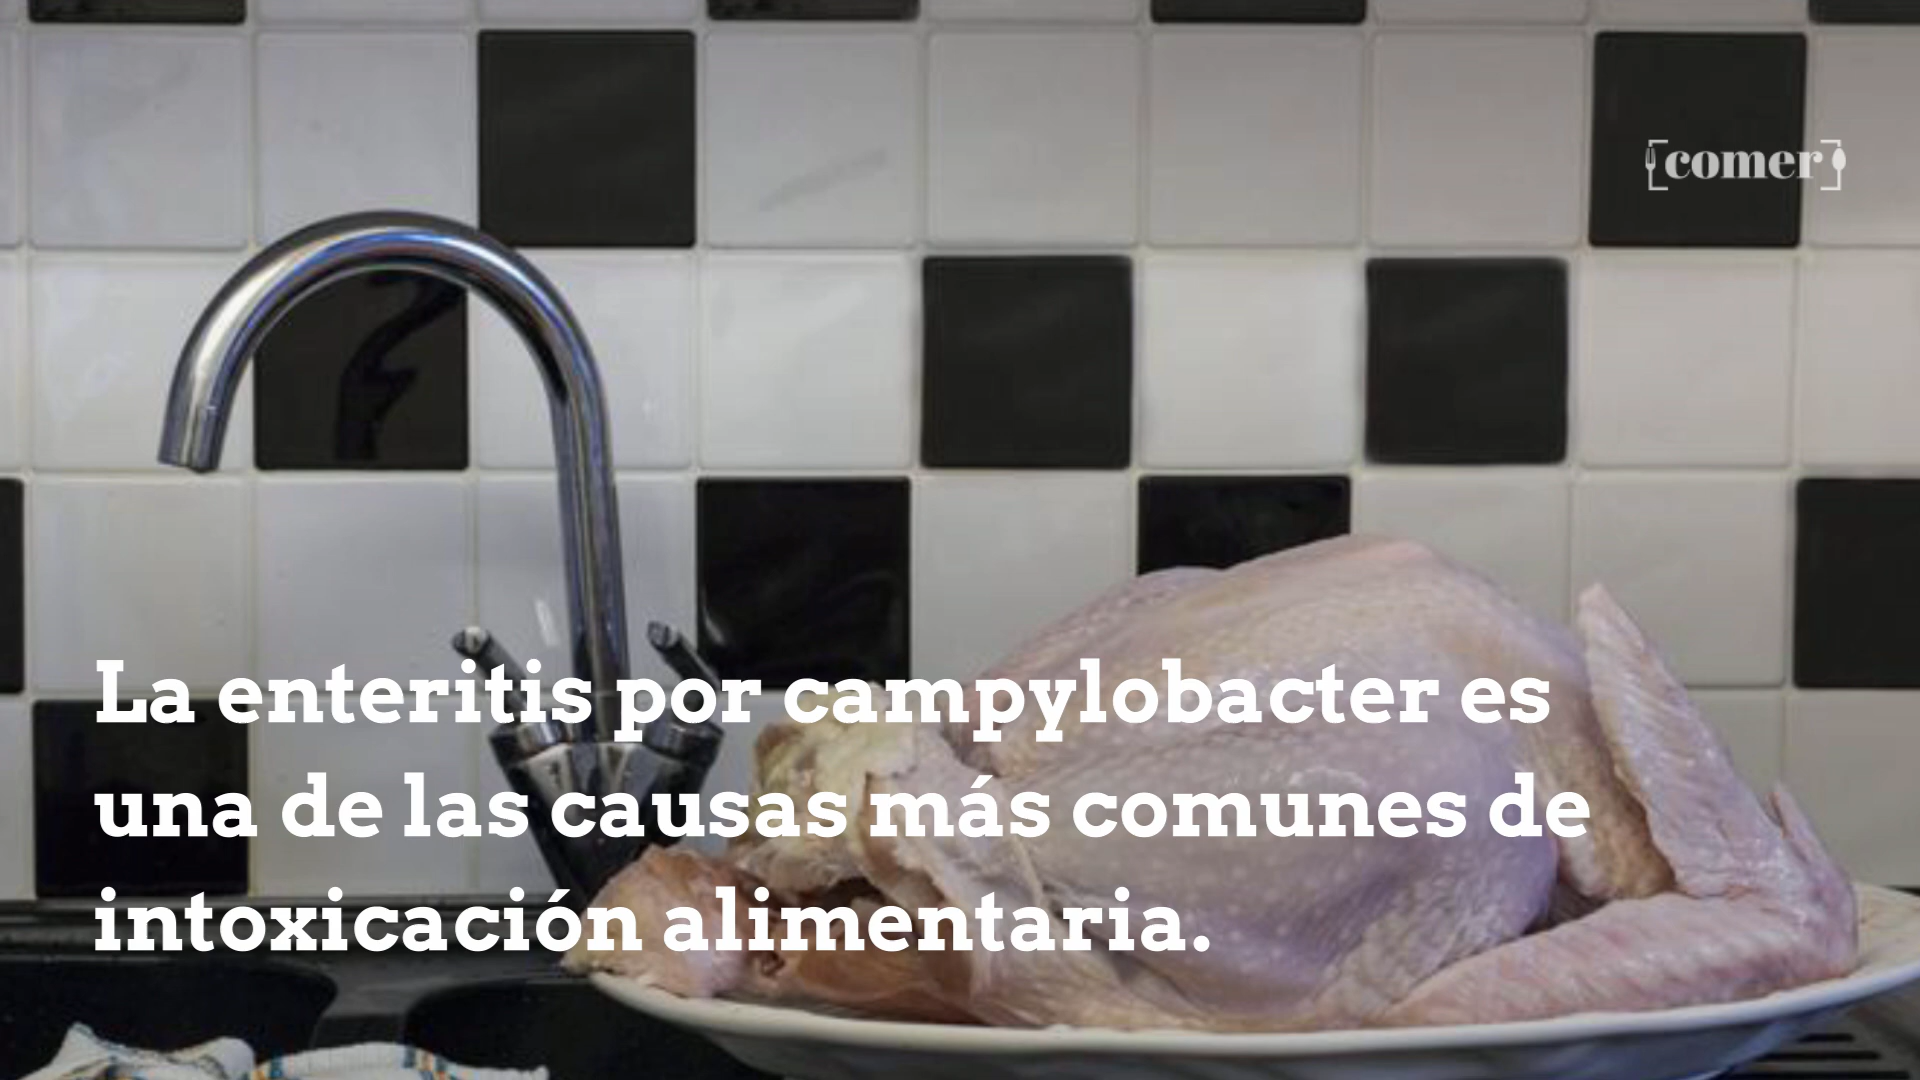 [comer]
La enteritis por campylobacter es
una de las causas más comunes de
intoxicación alimentaria.